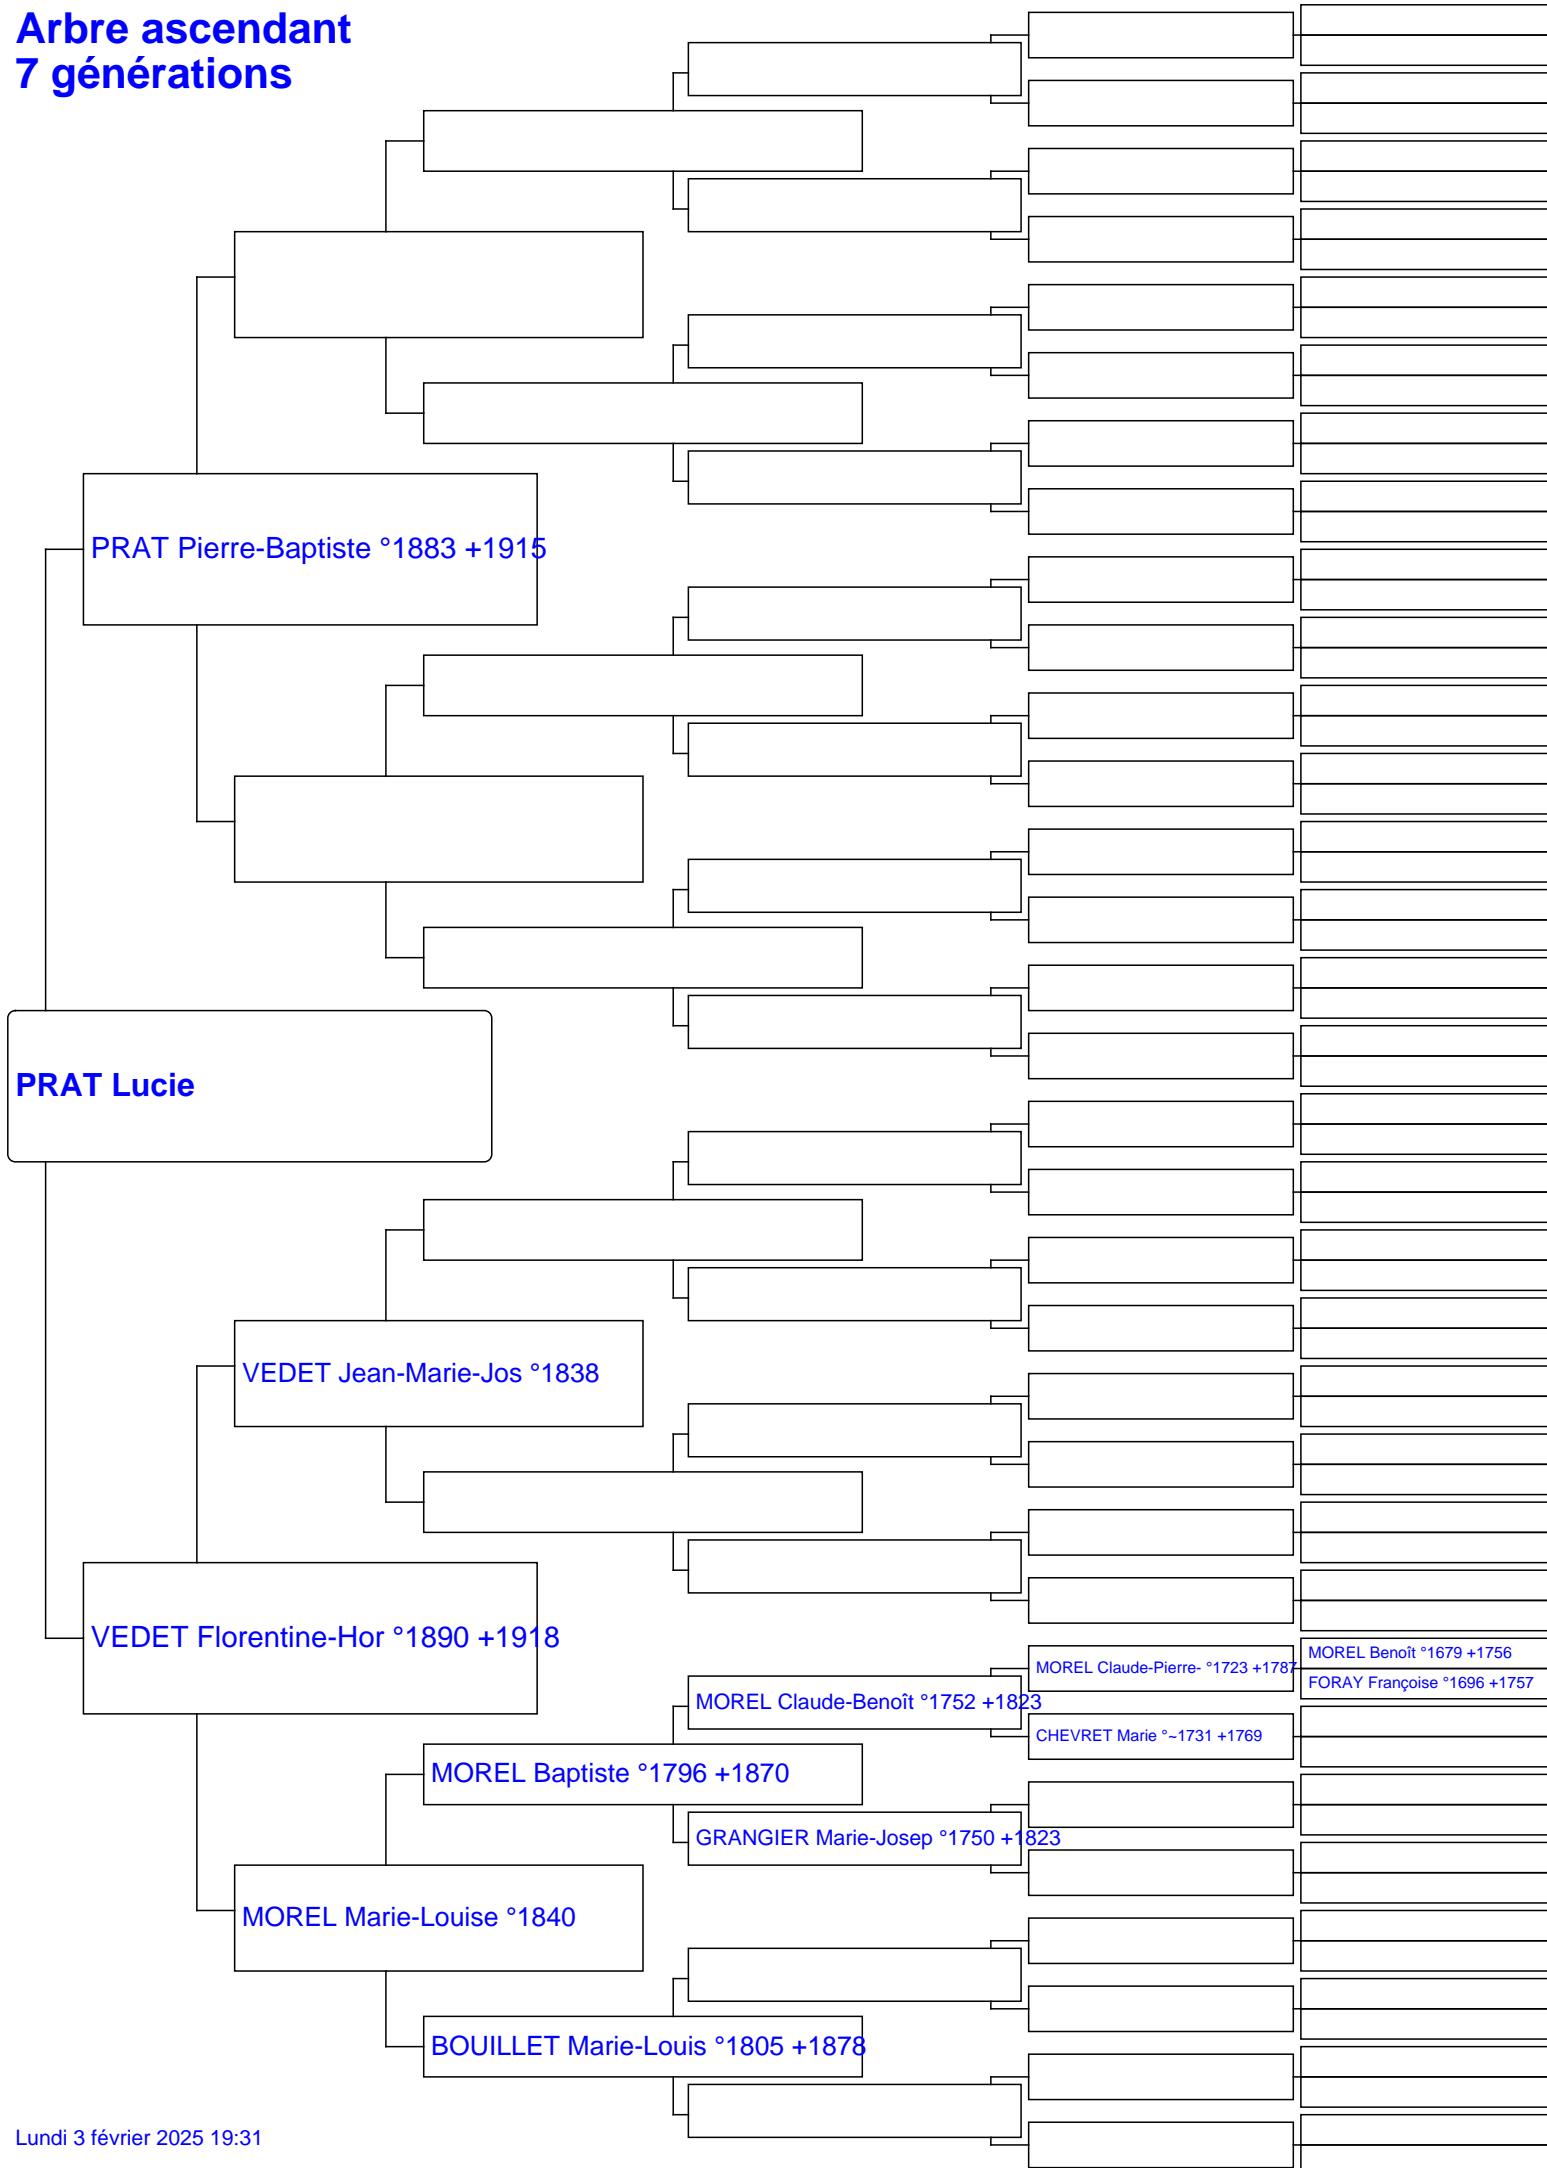 Arbre ascendant
7 générations
PRAT Pierre-Baptiste °1883 +1915
PRAT Lucie
VEDET Jean-Marie-Jos °1838
VEDET Florentine-Hor °1890 +1918
MOREL Benoît °1679 +1756
MOREL Claude-Pierre- °1723 +1787
FORAY Françoise °1696 +1757
MOREL Claude-Benoît °1752 +1823
CHEVRET Marie °~1731 +1769
MOREL Baptiste °1796 +1870
GRANGIER Marie-Josep °1750 +1823
MOREL Marie-Louise °1840
BOUILLET Marie-Louis °1805 +1878
Lundi 3 février 2025 19:31